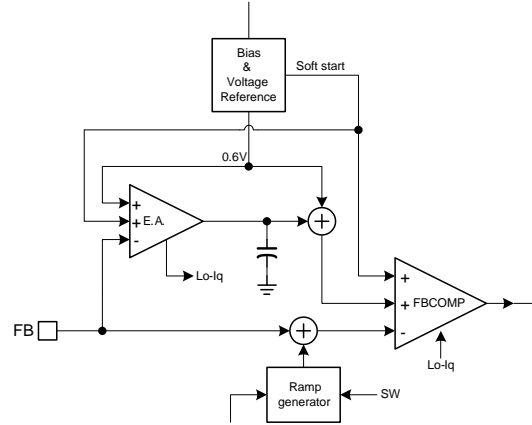 Bias
&
Voltage
Reference
Soft start
0.6V
+
+
-
E.A.
+
Lo-Iq
+
+
-
FBCOMP
FB
+
Lo-Iq
Ramp
generator
SW